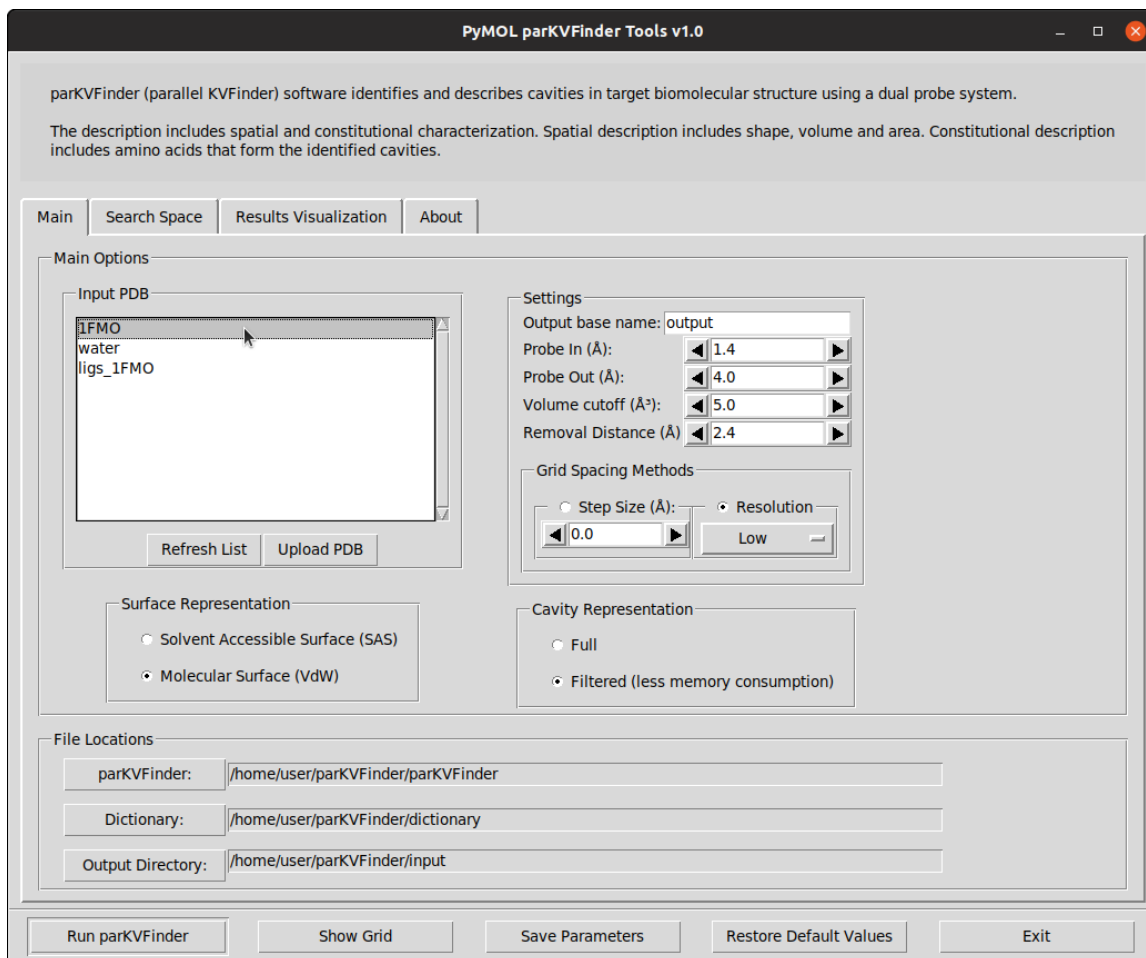 PyMOL parKVFinder Tools v1.0
parKVFinder (parallel KVFinder) software identifies and describes cavities in target biomolecular structure using a dual probe system.
The description includes spatial and constitutional characterization. Spatial description includes shape, volume and area. Constitutional description
includes amino acids that form the identified cavities.
Main
Search Space
Results Visualization
About
Main Options
Input PDB
1FMO
water
ligs_1FMO
Refresh List
Upload PDB
Settings
Output base name: output
Probe In (Å): 1.4
Probe Out (Å): 4.0
Volume cutoff (Å³): 5.0
Removal Distance (Å) 2.4
Grid Spacing Methods
Step Size (Å):
0.0
Resolution
Low
Surface Representation
Solvent Accessible Surface (SAS)
Molecular Surface (VdW)
Cavity Representation
Full
Filtered (less memory consumption)
File Locations
parKVFinder: /home/user/parKVFinder/parKVFinder
Dictionary: /home/user/parKVFinder/dictionary
Output Directory: /home/user/parKVFinder/input
Run parKVFinder
Show Grid
Save Parameters
Restore Default Values
Exit